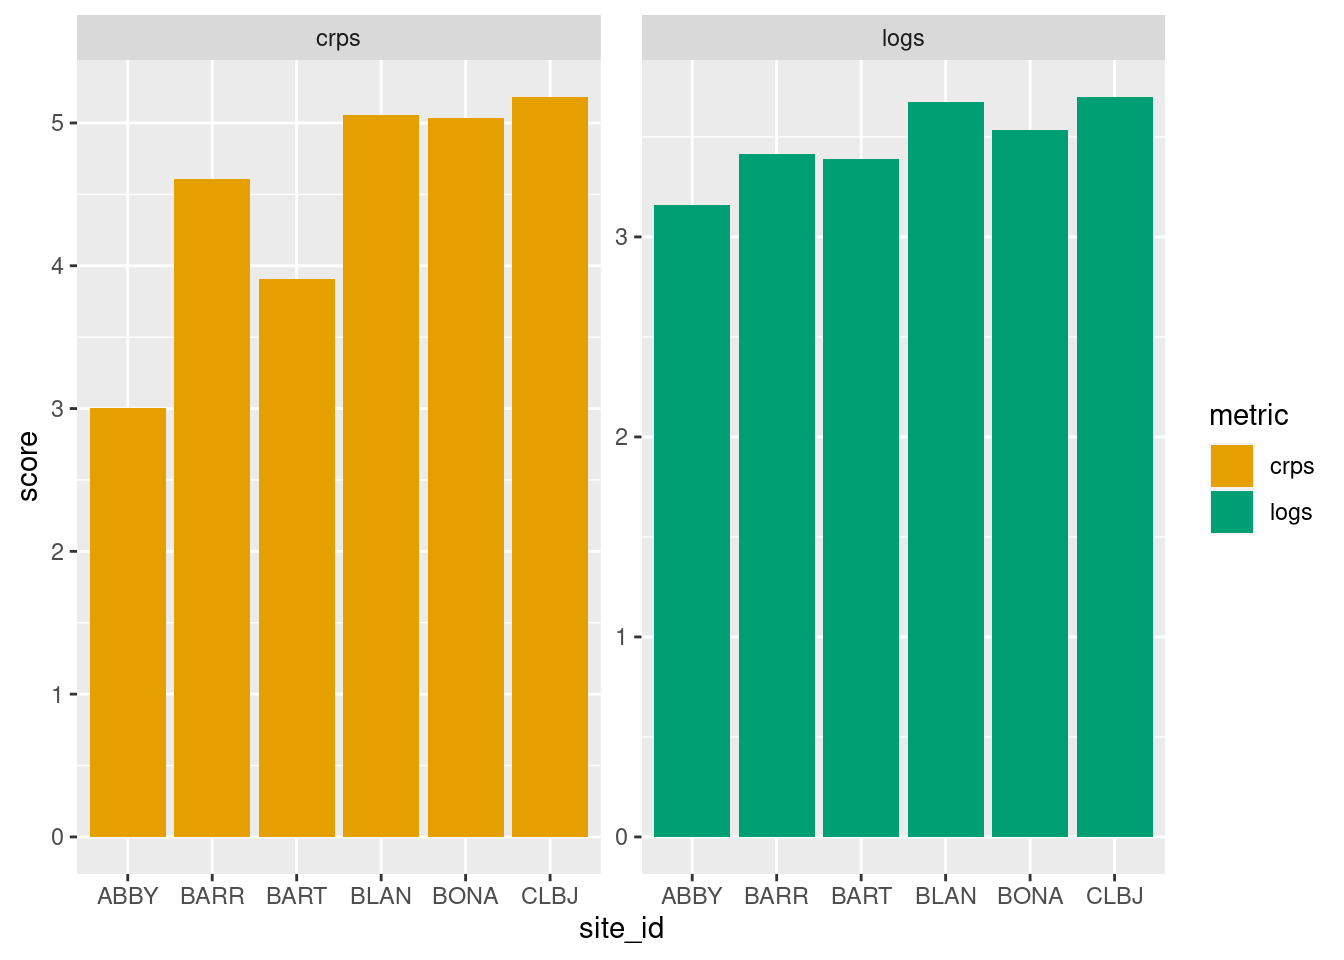 crps
logs
5
4
3
2
1
0
3
2
1
0
score
ABBY BARR BART BLAN BONA CLBJ
ABBY BARR BART BLAN BONA CLBJ
site_id
metric
crps
logs